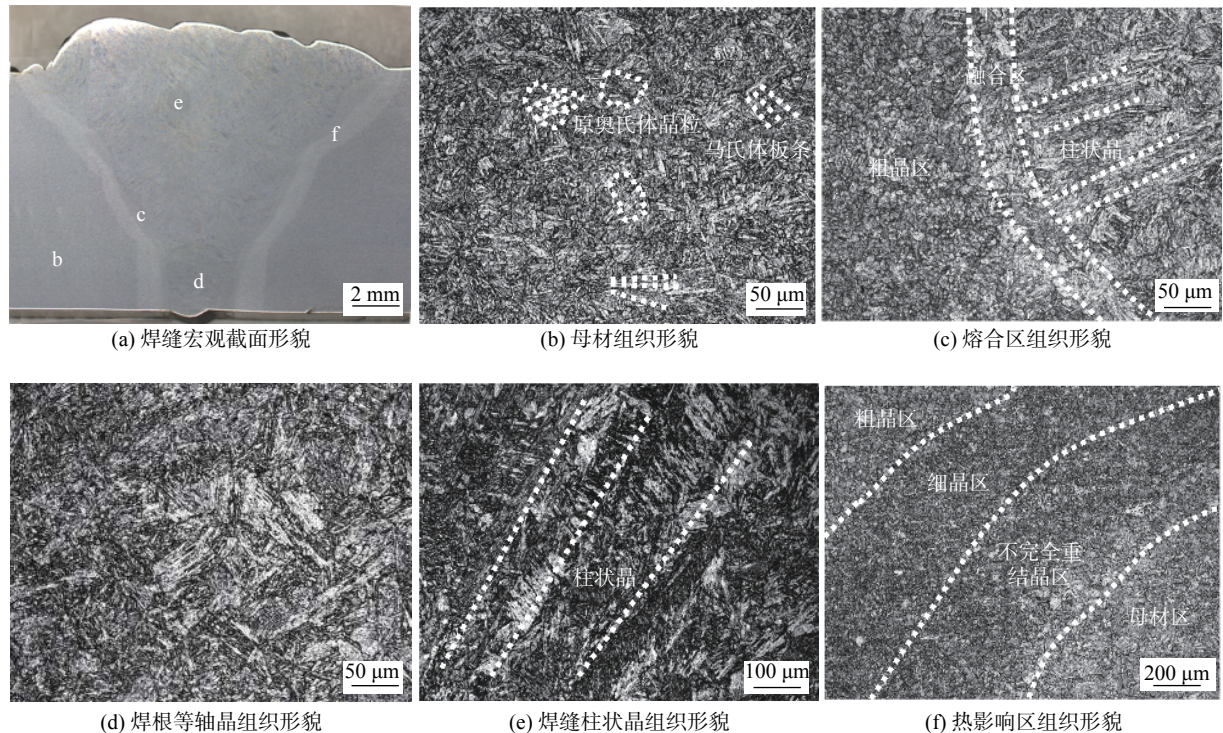 e
f
c
b
d
2 mm
(a) 焊缝宏观截面形貌
原奥氏体晶粒
马氏体板条
50 μm
(b) 母材组织形貌
融合区
粗晶区
柱状晶
50 μm
(c) 熔合区组织形貌
50 μm
(d) 焊根等轴晶组织形貌
柱状晶
100 μm
(e) 焊缝柱状晶组织形貌
粗晶区
细晶区
不完全重
结晶区
母材区
200 μm
(f) 热影响区组织形貌